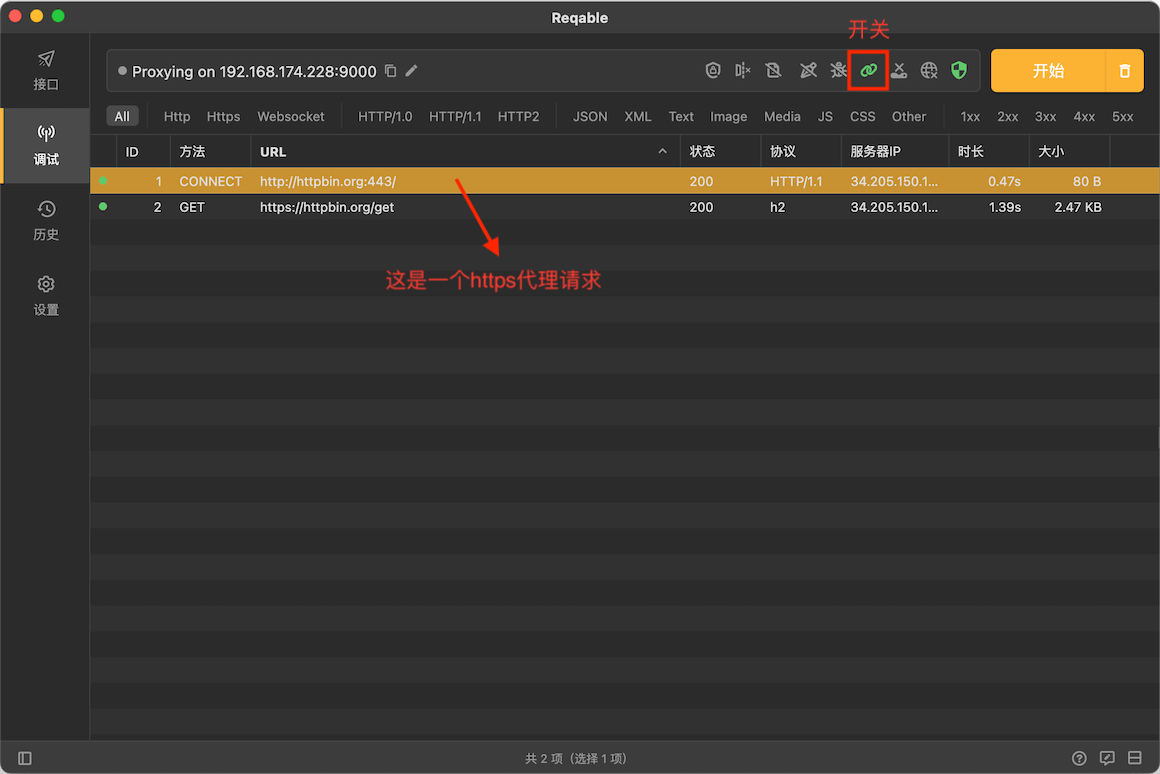 Reqable
开关
接口
Proxying on 192.168.174.228:9000
开始
All Http Https Websocket HTTP/1.0 HTTP/1.1 HTTP2 JSON XML Text Image Media JS CSS Other 1xx 2xx 3xx 4xx 5xx
调试
ID 方法 URL 状态 协议 服务器IP 时长 大小
1 CONNECT http://httpbin.org:443/ 200 HTTP/1.1 34.205.150.1... 0.47s 80 B
2 GET https://httpbin.org/get 200 h2 34.205.150.1... 1.39s 2.47 KB
历史
这是一个https代理请求
设置
共 2 项（选择 1 项）